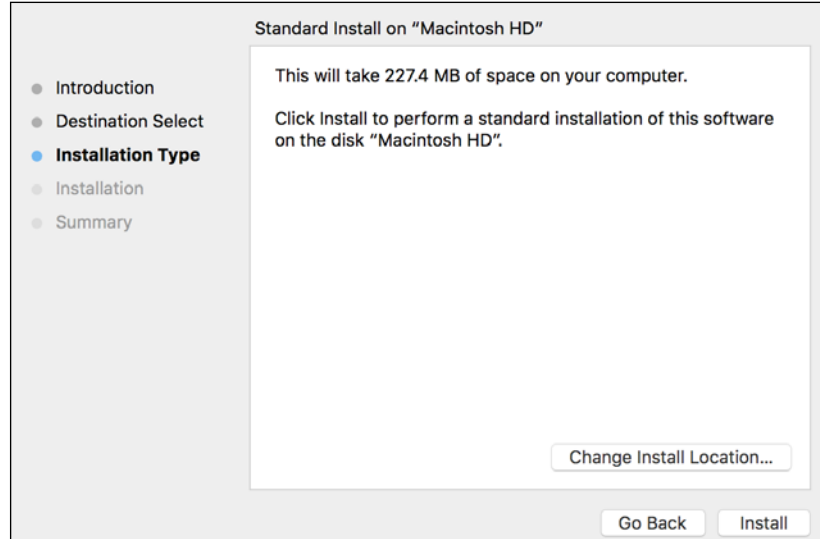 Standard Install on “Macintosh HD”
Introduction
Destination Select
Installation Type
Installation
Summary
This will take 227.4 MB of space on your computer.
Click Install to perform a standard installation of this software
on the disk “Macintosh HD”.
Change Install Location...
Go Back
Install